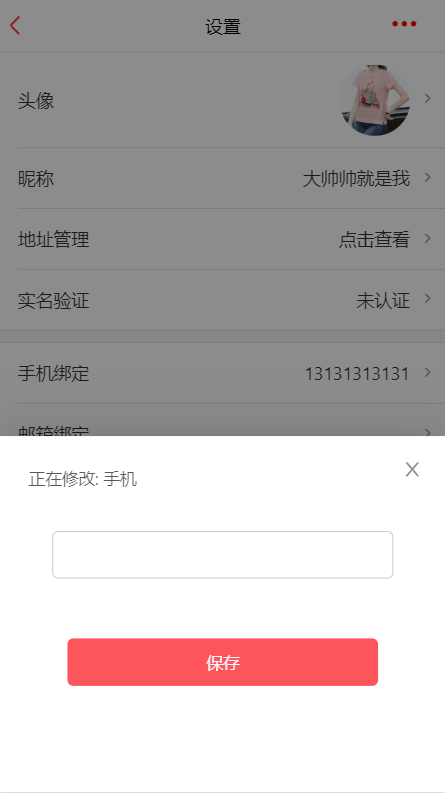 设置
头像
昵称 大帅帅就是我
地址管理 点击查看
实名验证 未认证
手机绑定 13131313131
邮箱绑定
正在修改: 手机
保存